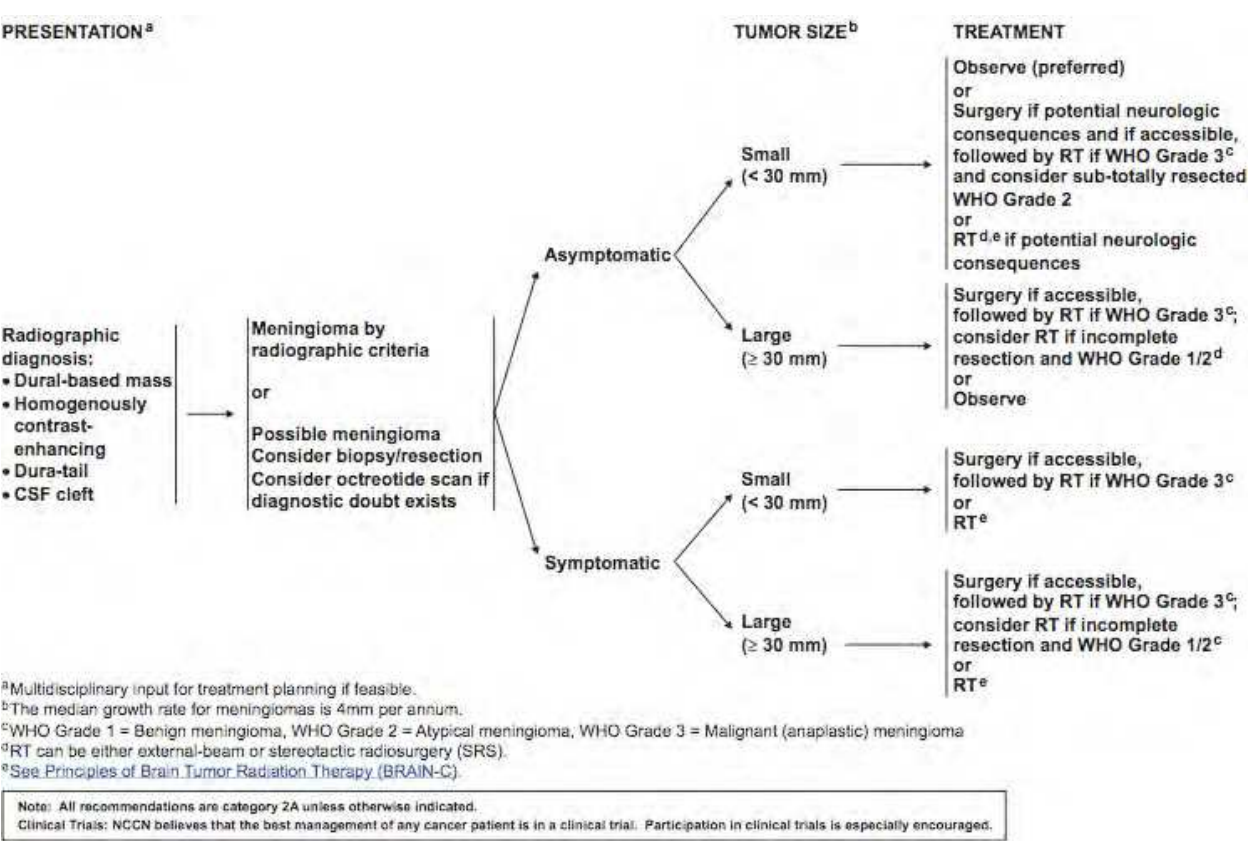 PRESENTATIONᵃ
TUMOR SIZEᵇ
TREATMENT
Radiographic
diagnosis:
• Dural-based mass
• Homogenously
contrast-
enhancing
• Dura-tail
• CSF cleft
Meningioma by
radiographic criteria
or
Possible meningioma
Consider biopsy/resection
Consider octreotide scan if
diagnostic doubt exists
Asymptomatic
Small
(< 30 mm)
Observe (preferred)
or
Surgery if potential neurologic
consequences and if accessible,
followed by RT if WHO Grade 3ᶜ
and consider sub-totally resected
WHO Grade 2
or
RTᵈ,ᵉ if potential neurologic
consequences
Large
(≥ 30 mm)
Surgery if accessible,
followed by RT if WHO Grade 3ᶜ;
consider RT if incomplete
resection and WHO Grade 1/2ᵈ
or
Observe
Symptomatic
Small
(< 30 mm)
Surgery if accessible,
followed by RT if WHO Grade 3ᶜ
or
RTᵉ
Large
(≥ 30 mm)
Surgery if accessible,
followed by RT if WHO Grade 3ᶜ;
consider RT if incomplete
resection and WHO Grade 1/2ᶜ
or
RTᵉ
ᵃMultidisciplinary input for treatment planning if feasible.
ᵇThe median growth rate for meningiomas is 4mm per annum.
ᶜWHO Grade 1 = Benign meningioma, WHO Grade 2 = Atypical meningioma, WHO Grade 3 = Malignant (anaplastic) meningioma
ᵈRT can be either external-beam or stereotactic radiosurgery (SRS).
ᵉSee Principles of Brain Tumor Radiation Therapy (BRAIN-C).
Note: All recommendations are category 2A unless otherwise indicated.
Clinical Trials: NCCN believes that the best management of any cancer patient is in a clinical trial. Participation in clinical trials is especially encouraged.